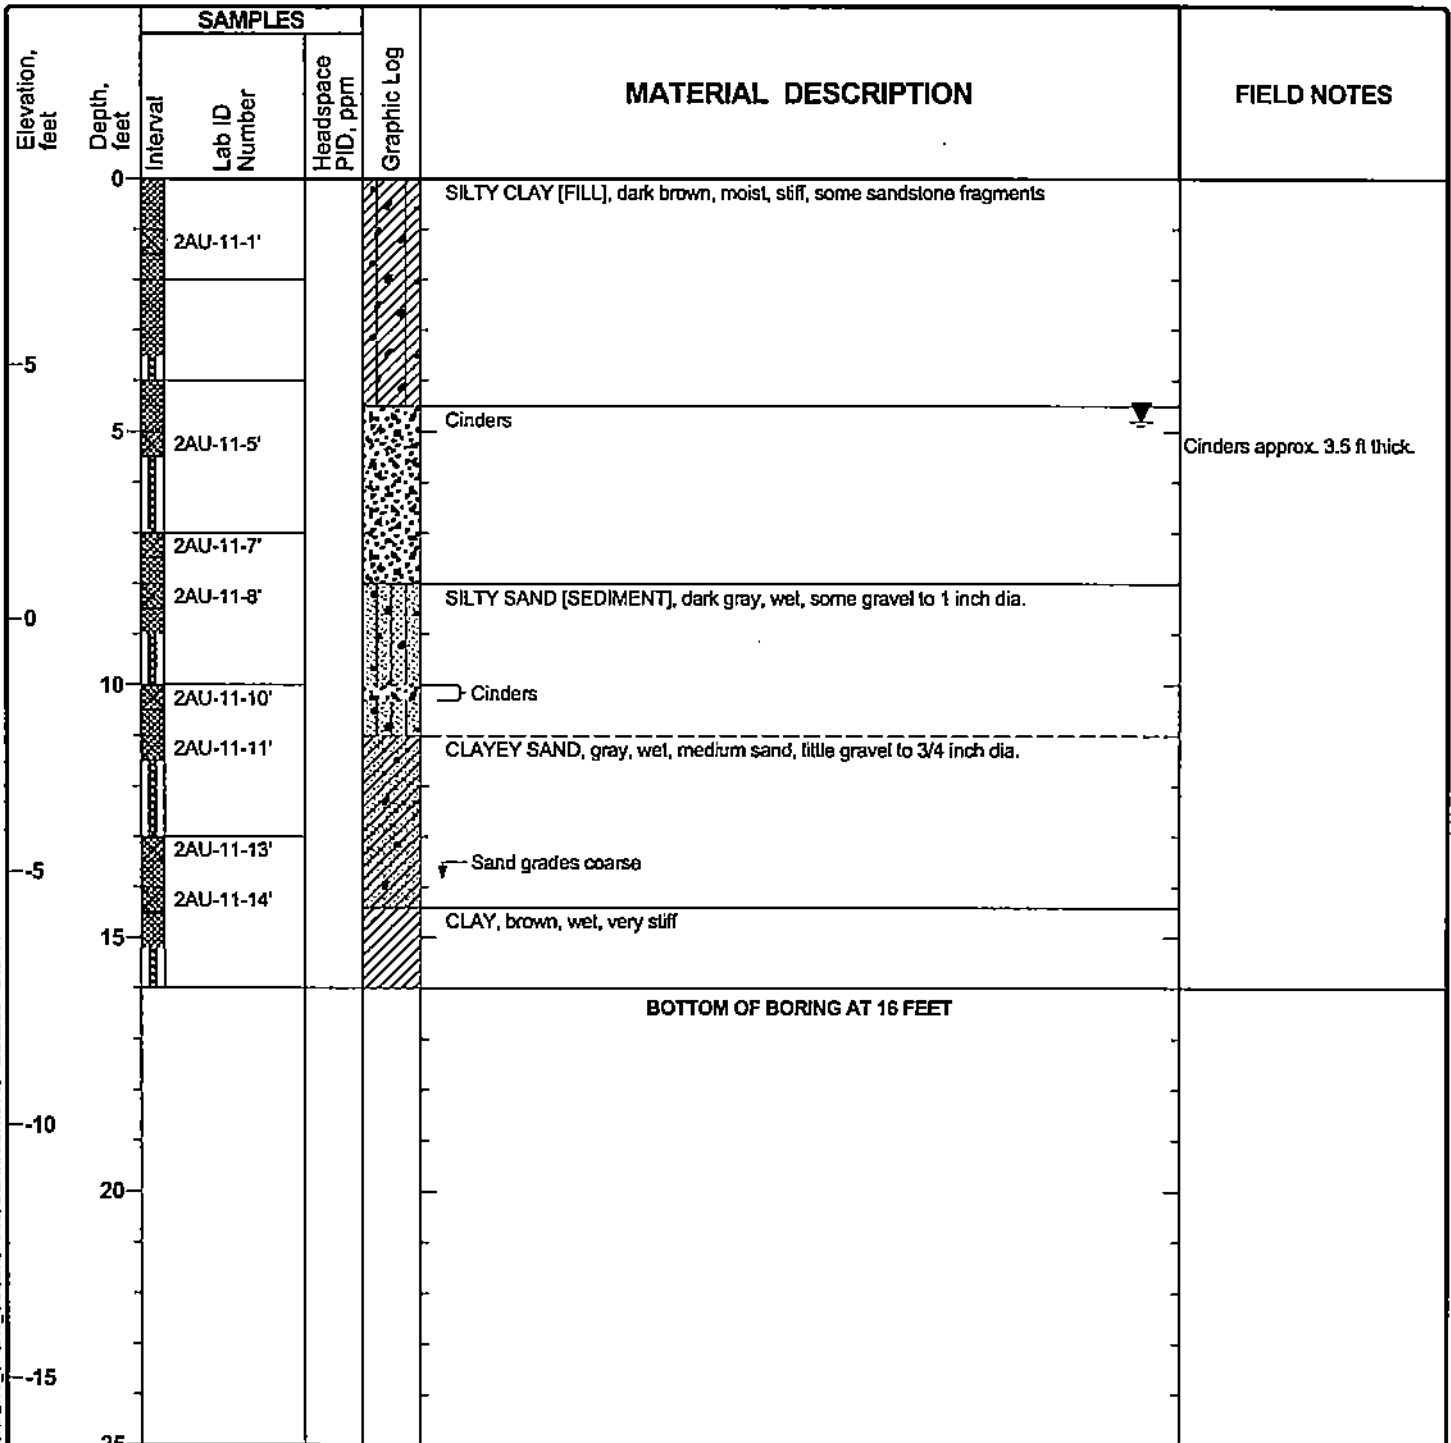 SAMPLES
Elevation, feet
Depth, feet
Interval
Lab ID Number
Headspace PID, ppm
Graphic Log
MATERIAL DESCRIPTION
FIELD NOTES
0
SILTY CLAY [FILL], dark brown, moist, stiff, some sandstone fragments
2AU-11-1'
5
Cinders
5
2AU-11-5'
Cinders approx. 3.5 ft thick.
2AU-11-7'
2AU-11-8'
SILTY SAND [SEDIMENT], dark gray, wet, some gravel to 1 inch dia.
0
10
2AU-11-10'
Cinders
2AU-11-11'
CLAYEY SAND, gray, wet, medium sand, little gravel to 3/4 inch dia.
2AU-11-13'
Sand grades coarse
-5
2AU-11-14'
CLAY, brown, wet, very stiff
15
BOTTOM OF BORING AT 16 FEET
-10
20
-15
25